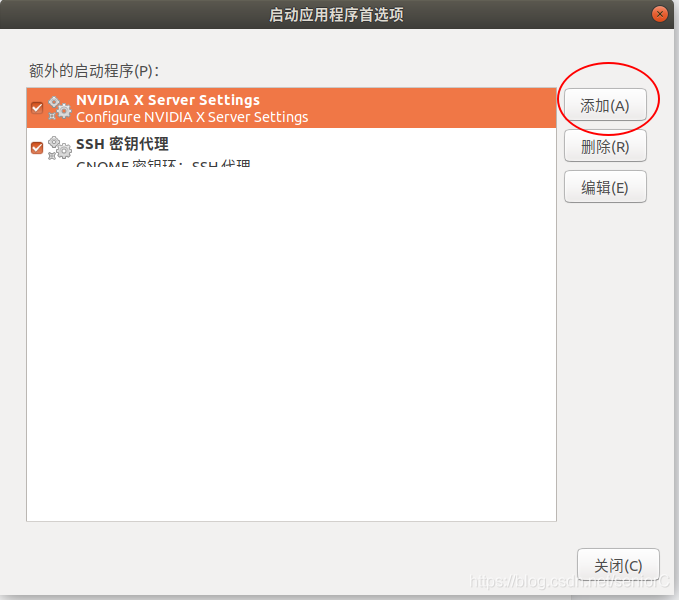 启动应用程序首选项
额外的启动程序(P)：
NVIDIA X Server Settings
Configure NVIDIA X Server Settings
SSH 密钥代理
GNOME 密钥环：SSH 代理
添加(A)
删除(R)
编辑(E)
关闭(C)
https://blog.csdn.net/seniorC